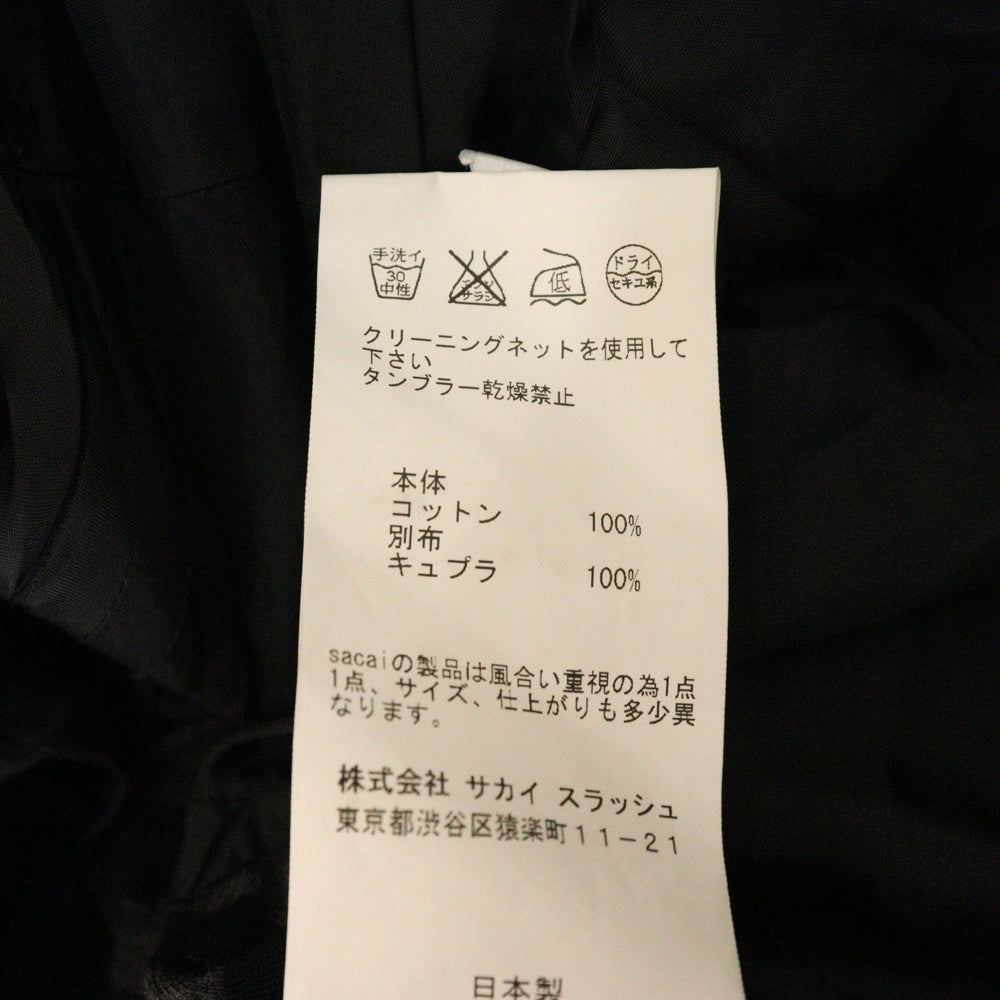 手洗イ
30
中性
エンソ
サラシ
低
ドライ
セキユ系
クリーニングネットを使用して
下さい
タンブラー乾燥禁止
本体
コットン 100%
別布
キュプラ 100%
sacaiの製品は風合い重視の為1点
1点、サイズ、仕上がりも多少異
なります。
株式会社 サカイ スラッシュ
東京都渋谷区猿楽町11-21
日本製